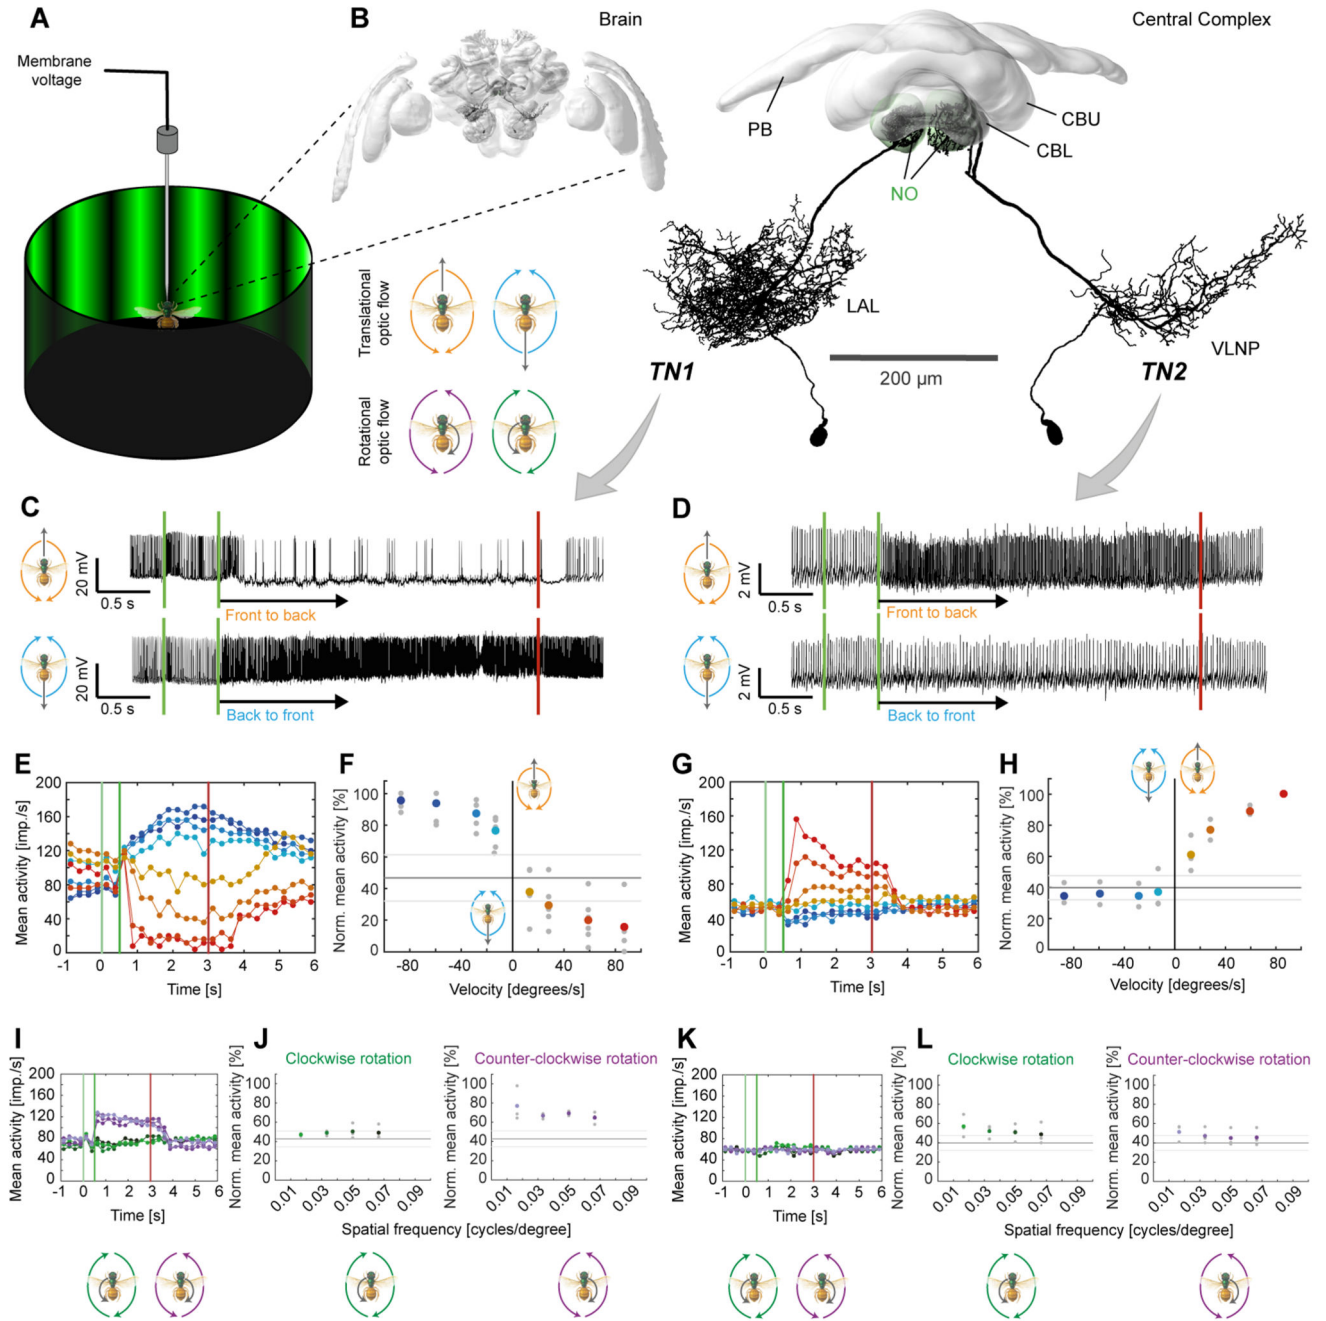 A
Membrane
voltage
B
Brain
Central Complex
PB
CBU
CBL
NO
LAL
VLNP
TN1
TN2
200 µm
Translational
optic flow
Rotational
optic flow
C
20 mV
0.5 s
Front to back
20 mV
0.5 s
Back to front
D
2 mV
0.5 s
Front to back
2 mV
0.5 s
Back to front
E
Mean activity [imp./s]
200
160
120
80
40
0
-1 0 1 2 3 4 5 6
Time [s]
F
Norm. mean activity [%]
100
80
60
40
20
0
-80 -40 0 40 80
Velocity [degrees/s]
G
Mean activity [imp./s]
200
160
120
80
40
0
-1 0 1 2 3 4 5 6
Time [s]
H
Norm. mean activity [%]
100
80
60
40
20
0
-80 -40 0 40 80
Velocity [degrees/s]
I
Mean activity [imp./s]
200
160
120
80
40
0
-1 0 1 2 3 4 5 6
Time [s]
J
Clockwise rotation
Counter-clockwise rotation
Norm. mean activity [%]
100
80
60
40
20
0
0.01 0.03 0.05 0.07 0.09
Norm. mean activity [%]
100
80
60
40
20
0
0.01 0.03 0.05 0.07 0.09
Spatial frequency [cycles/degree]
K
Mean activity [imp./s]
200
160
120
80
40
0
-1 0 1 2 3 4 5 6
Time [s]
L
Clockwise rotation
Counter-clockwise rotation
Norm. mean activity [%]
100
80
60
40
20
0
0.01 0.03 0.05 0.07 0.09
Norm. mean activity [%]
100
80
60
40
20
0
0.01 0.03 0.05 0.07 0.09
Spatial frequency [cycles/degree]